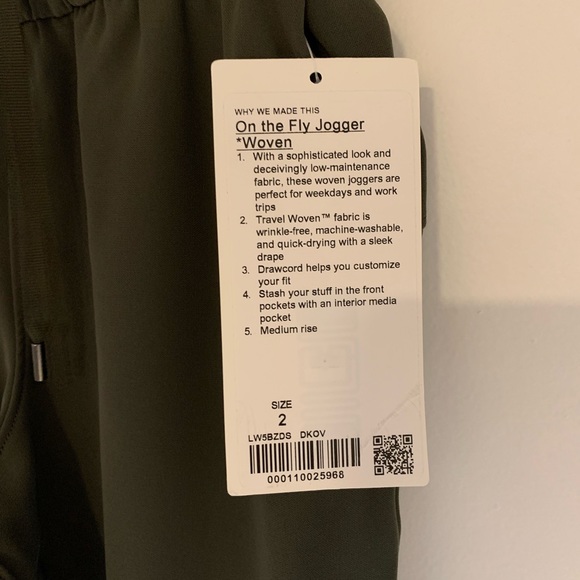 WHY WE MADE THIS
On the Fly Jogger
*Woven
1. With a sophisticated look and
deceivingly low-maintenance
fabric, these woven joggers are
perfect for weekdays and work
trips
2. Travel Woven™ fabric is
wrinkle-free, machine-washable,
and quick-drying with a sleek
drape
3. Drawcord helps you customize
your fit
4. Stash your stuff in the front
pockets with an interior media
pocket
5. Medium rise
SIZE
2
LW5BZDS DKOV
000110025968